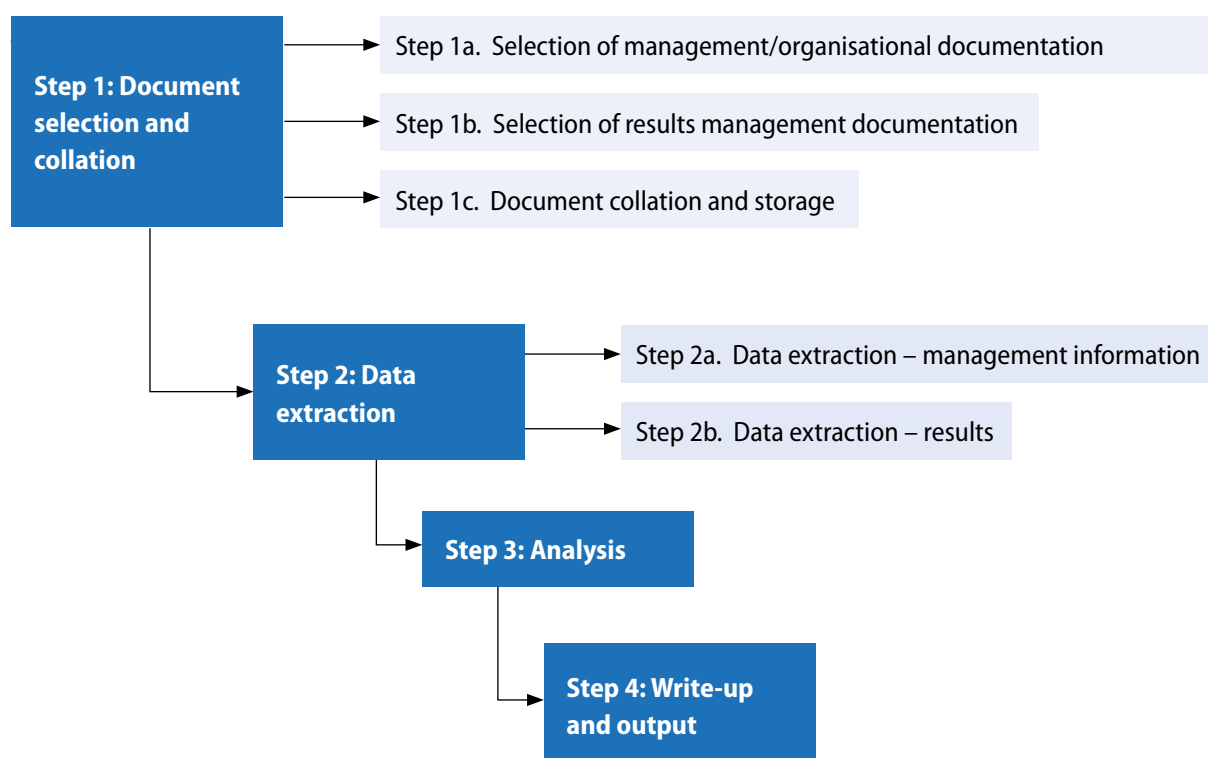 Step 1: Document
selection and
collation
Step 1a. Selection of management/organisational documentation
Step 1b. Selection of results management documentation
Step 1c. Document collation and storage
Step 2: Data
extraction
Step 2a. Data extraction – management information
Step 2b. Data extraction – results
Step 3: Analysis
Step 4: Write-up
and output